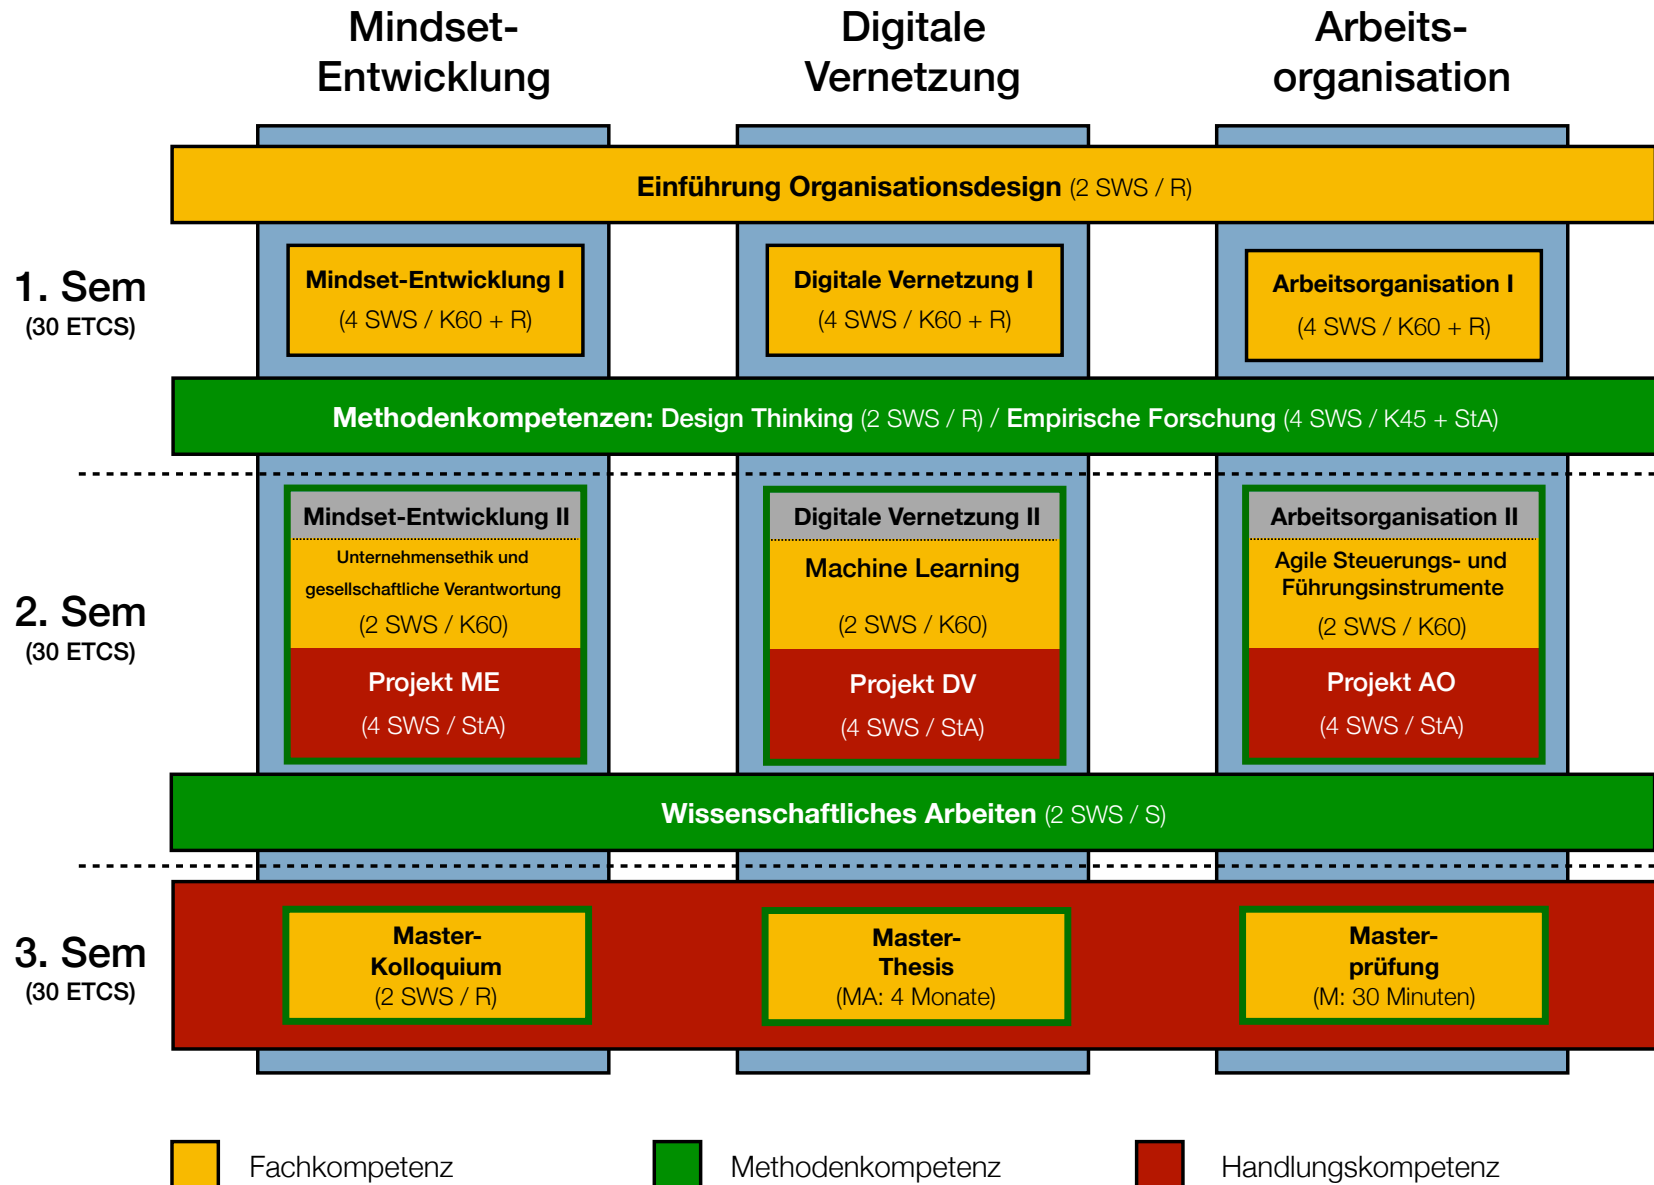 Mindset-
Entwicklung
Digitale
Vernetzung
Arbeits-
organisation
Einführung Organisationsdesign (2 SWS / R)
1. Sem
(30 ETCS)
Mindset-Entwicklung I
(4 SWS / K60 + R)
Digitale Vernetzung I
(4 SWS / K60 + R)
Arbeitsorganisation I
(4 SWS / K60 + R)
Methodenkompetenzen: Design Thinking (2 SWS / R) / Empirische Forschung (4 SWS / K45 + StA)
2. Sem
(30 ETCS)
Mindset-Entwicklung II
Unternehmensethik und
gesellschaftliche Verantwortung
(2 SWS / K60)
Projekt ME
(4 SWS / StA)
Digitale Vernetzung II
Machine Learning
(2 SWS / K60)
Projekt DV
(4 SWS / StA)
Arbeitsorganisation II
Agile Steuerungs- und
Führungsinstrumente
(2 SWS / K60)
Projekt AO
(4 SWS / StA)
Wissenschaftliches Arbeiten (2 SWS / S)
3. Sem
(30 ETCS)
Master-
Kolloquium
(2 SWS / R)
Master-
Thesis
(MA: 4 Monate)
Master-
prüfung
(M: 30 Minuten)
Fachkompetenz
Methodenkompetenz
Handlungskompetenz